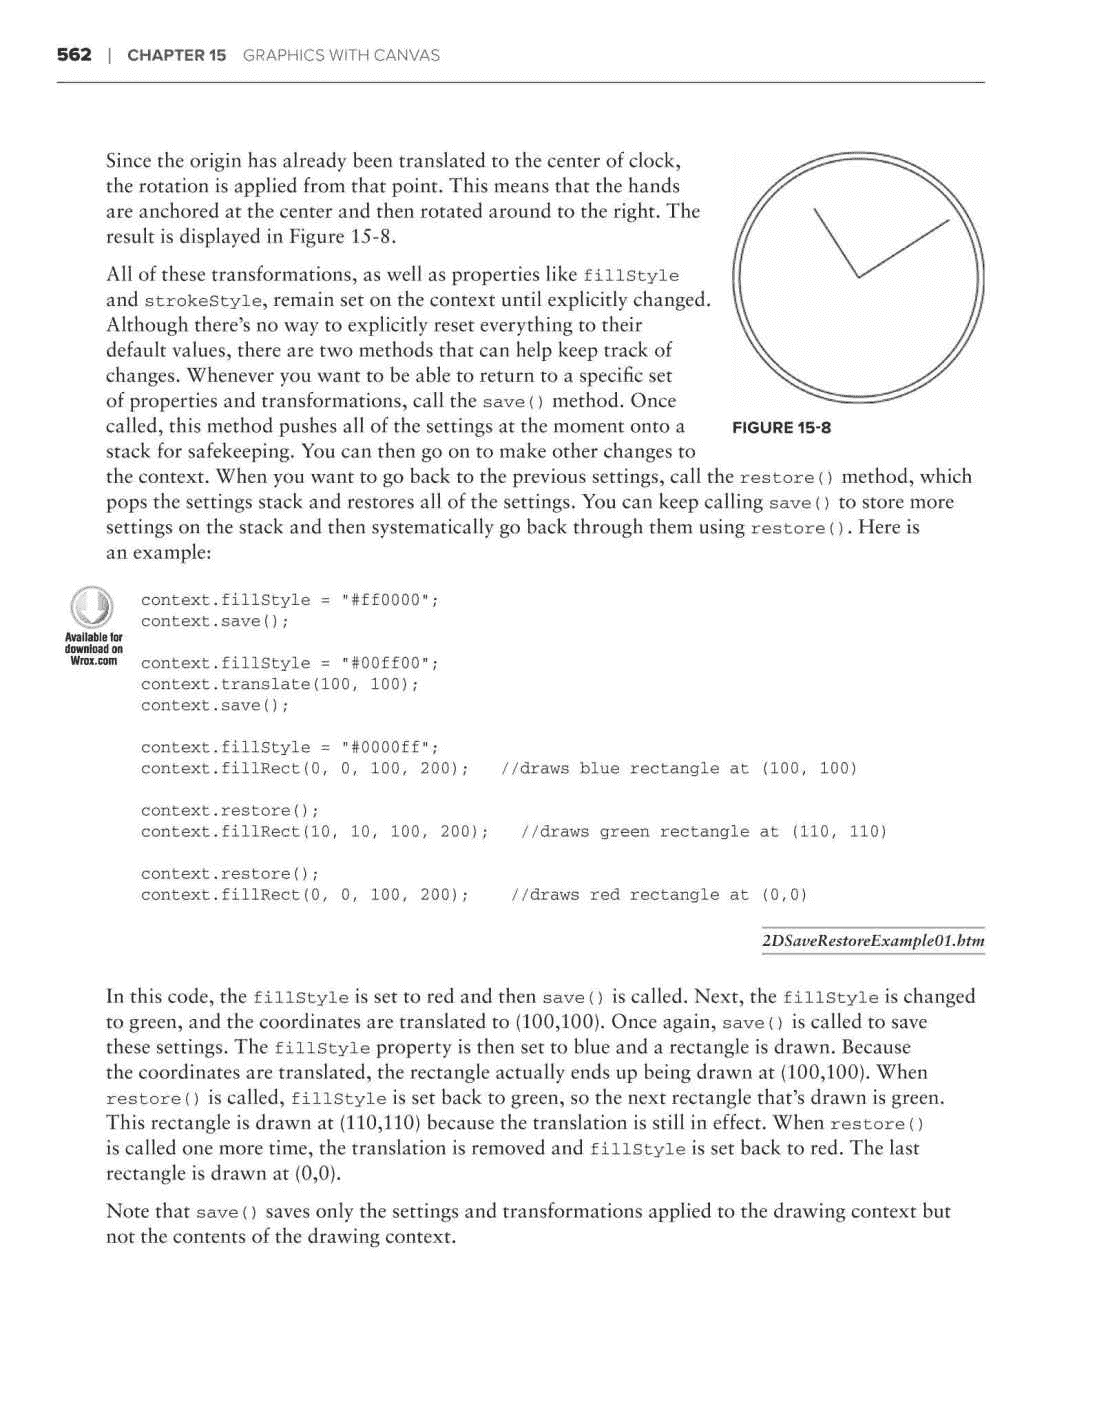 562 | CHAPTER 15 GRAPHICS WITH CANVAS
Since the origin has already been translated to the center of clock,
the rotation is applied from that point. This means that the hands
are anchored at the center and then rotated around to the right. The
result is displayed in Figure 15-8.
All of these transformations, as well as properties like fillStyle
and strokeStyle, remain set on the context until explicitly changed.
Although there's no way to explicitly reset everything to their
default values, there are two methods that can help keep track of
changes. Whenever you want to be able to return to a specific set
of properties and transformations, call the save() method. Once
called, this method pushes all of the settings at the moment onto a
stack for safekeeping. You can then go on to make other changes to
the context. When you want to go back to the previous settings, call the restore() method, which
pops the settings stack and restores all of the settings. You can keep calling save() to store more
settings on the stack and then systematically go back through them using restore(). Here is
an example:
FIGURE 15-8
Available for
download on
Wrox.com
context.fillStyle = "#ff0000";
context.save();
context.fillStyle = "#00ff00";
context.translate(100, 100);
context.save();
context.fillStyle = "#0000ff";
context.fillRect(0, 0, 100, 200); //draws blue rectangle at (100, 100)
context.restore();
context.fillRect(10, 10, 100, 200); //draws green rectangle at (110, 110)
context.restore();
context.fillRect(0, 0, 100, 200); //draws red rectangle at (0,0)
2DSaveRestoreExample01.htm
In this code, the fillStyle is set to red and then save() is called. Next, the fillStyle is changed
to green, and the coordinates are translated to (100,100). Once again, save() is called to save
these settings. The fillStyle property is then set to blue and a rectangle is drawn. Because
the coordinates are translated, the rectangle actually ends up being drawn at (100,100). When
restore() is called, fillStyle is set back to green, so the next rectangle that's drawn is green.
This rectangle is drawn at (110,110) because the translation is still in effect. When restore()
is called one more time, the translation is removed and fillStyle is set back to red. The last
rectangle is drawn at (0,0).
Note that save() saves only the settings and transformations applied to the drawing context but
not the contents of the drawing context.